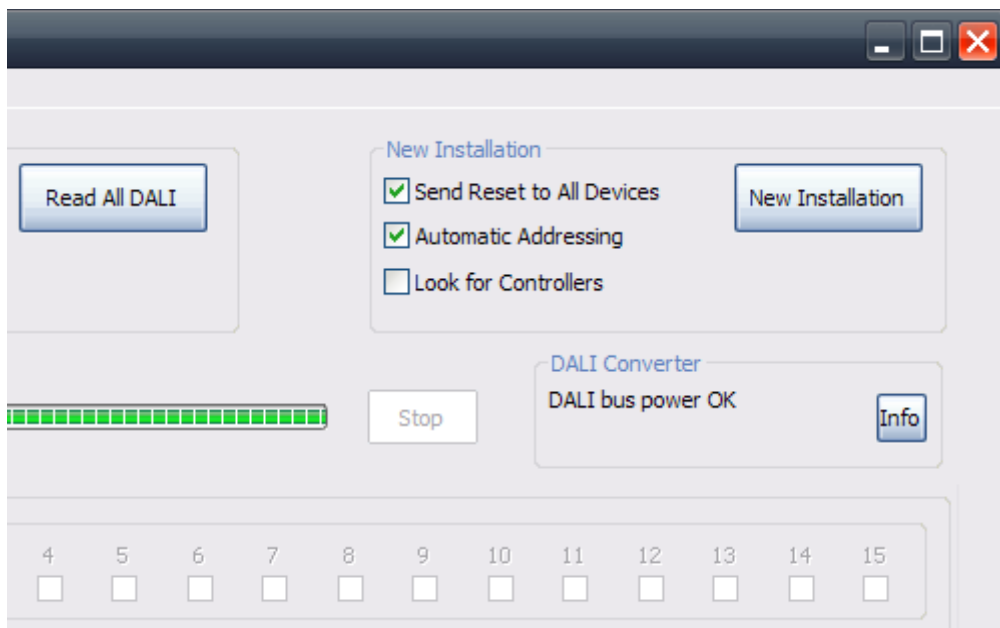 New Installation
Read All DALI
Send Reset to All Devices
New Installation
Automatic Addressing
Look for Controllers
DALI Converter
DALI bus power OK
Stop
Info
4 5 6 7 8 9 10 11 12 13 14 15